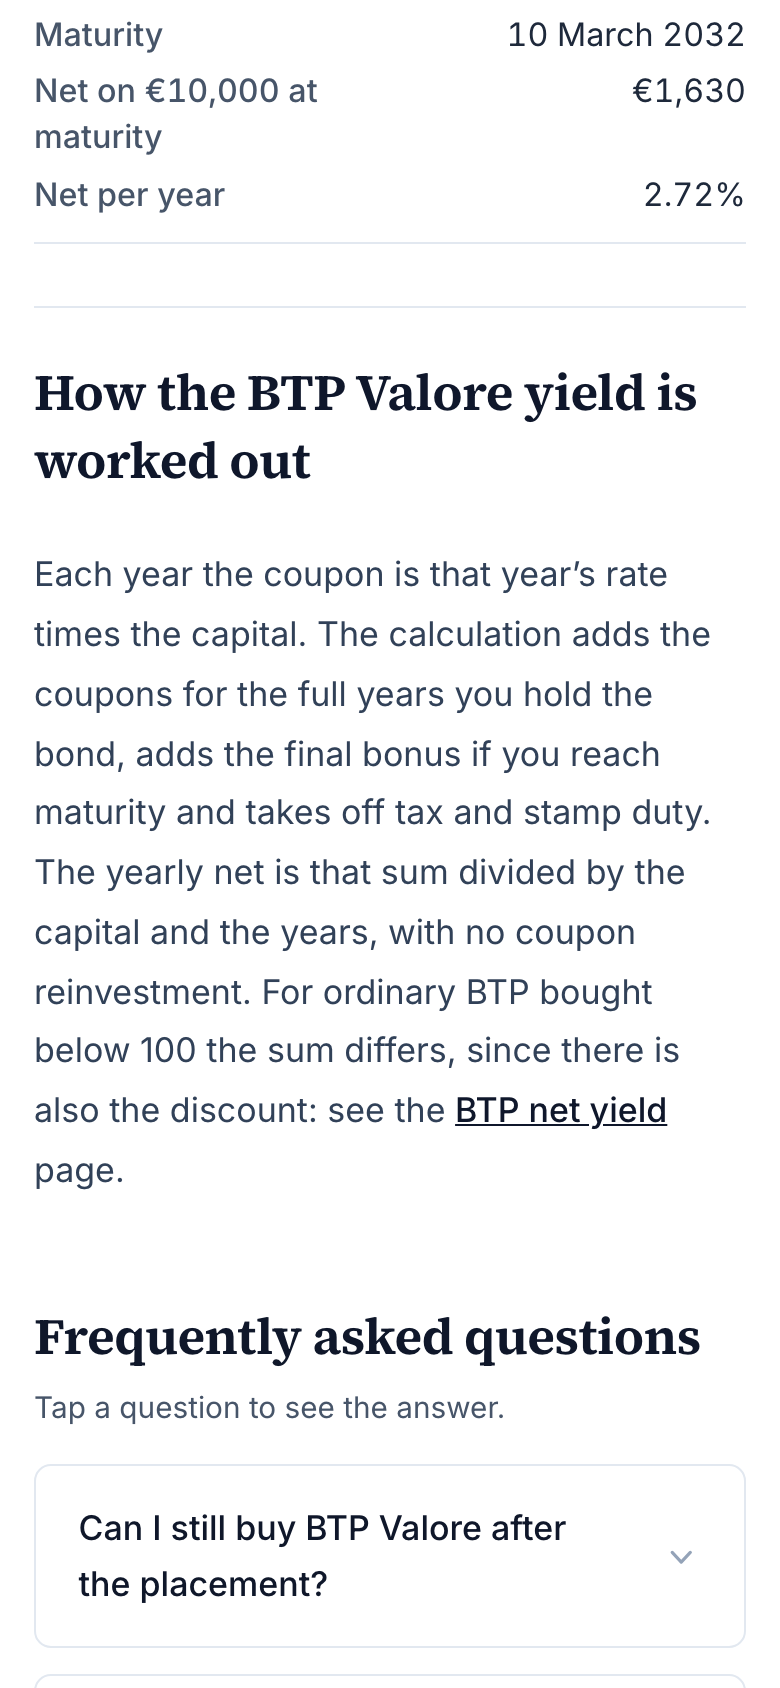 Maturity 10 March 2032
Net on €10,000 at €1,630
maturity
Net per year 2.72%
How the BTP Valore yield is
worked out
Each year the coupon is that year’s rate
times the capital. The calculation adds the
coupons for the full years you hold the
bond, adds the final bonus if you reach
maturity and takes off tax and stamp duty.
The yearly net is that sum divided by the
capital and the years, with no coupon
reinvestment. For ordinary BTP bought
below 100 the sum differs, since there is
also the discount: see the BTP net yield
page.
Frequently asked questions
Tap a question to see the answer.
Can I still buy BTP Valore after
the placement?